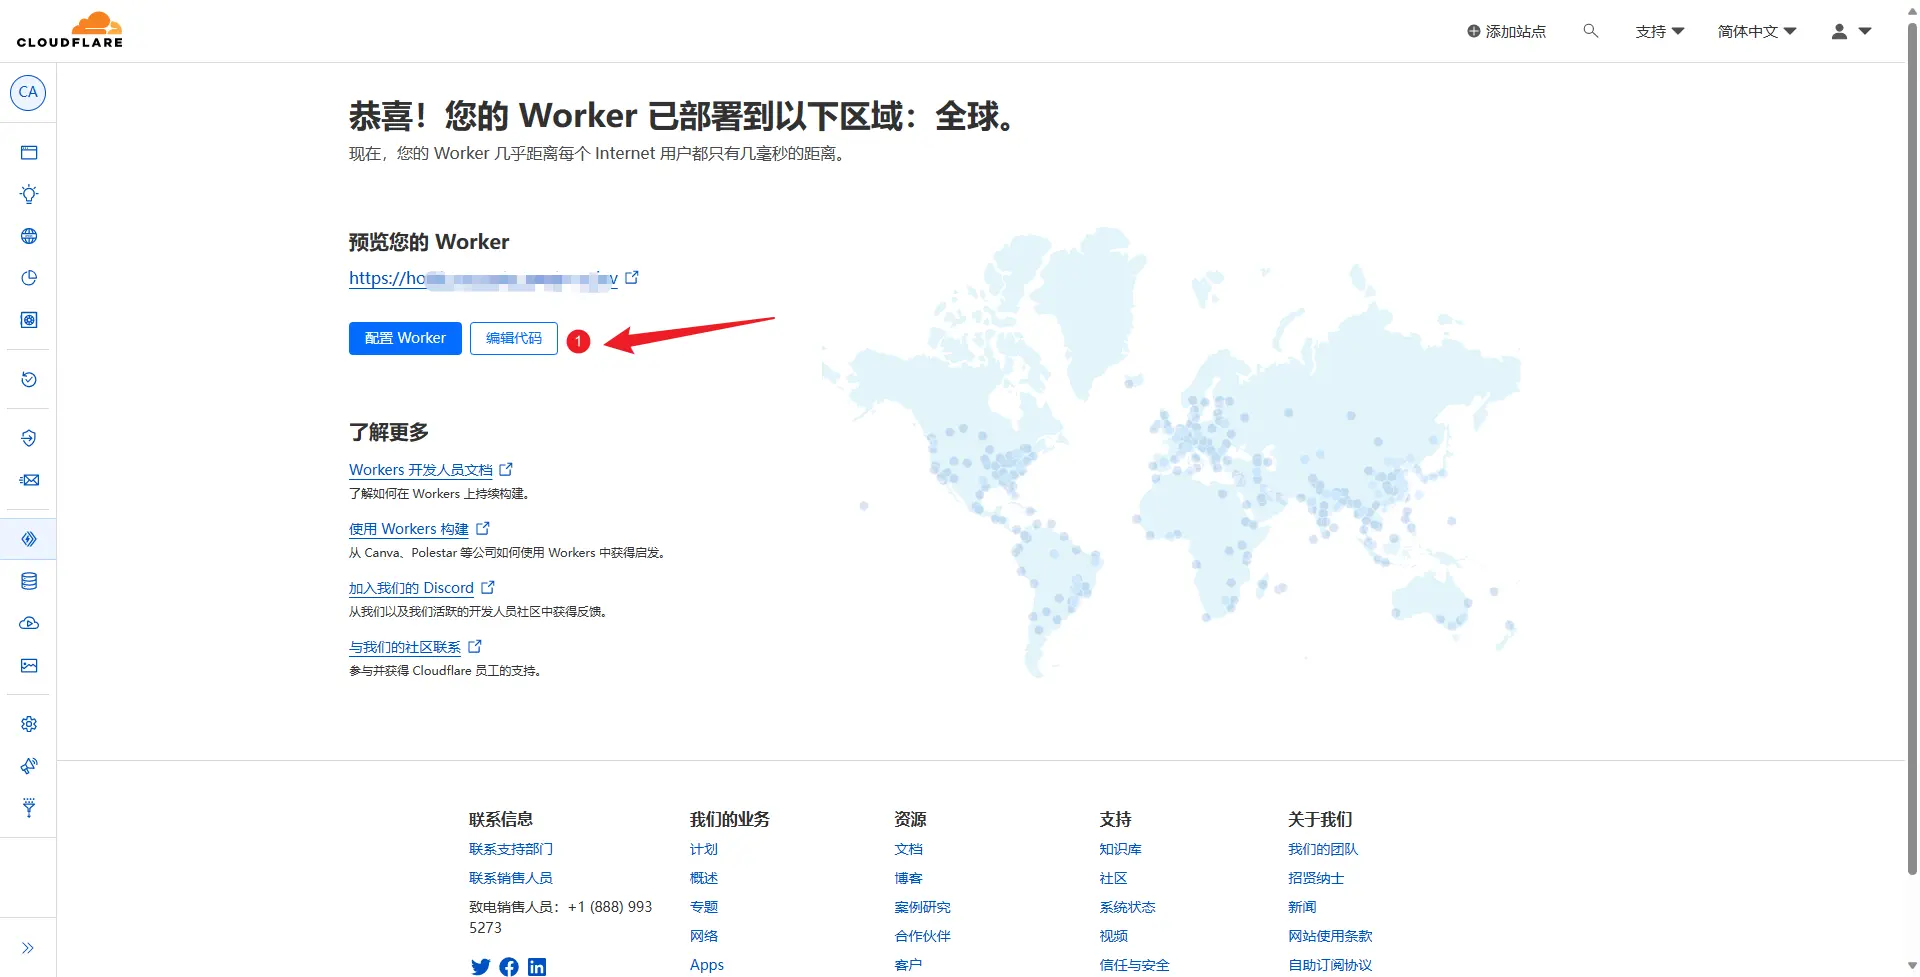 CLOUDFLARE
添加站点
支持
简体中文
CA
恭喜！您的 Worker 已部署到以下区域：全球。
现在，您的 Worker 几乎距离每个 Internet 用户都只有几毫秒的距离。
预览您的 Worker
https://ho
配置 Worker
编辑代码
1
了解更多
Workers 开发人员文档
了解如何在 Workers 上持续构建。
使用 Workers 构建
从 Canva、Polestar 等公司如何使用 Workers 中获得启发。
加入我们的 Discord
从我们以及我们活跃的开发人员社区中获得反馈。
与我们的社区联系
参与并获得 Cloudflare 员工的支持。
联系信息
联系支持部门
联系销售人员
致电销售人员：+1 (888) 993
5273
我们的业务
计划
概述
专题
网络
Apps
资源
文档
博客
案例研究
合作伙伴
客户
支持
知识库
社区
系统状态
视频
信任与安全
关于我们
我们的团队
招贤纳士
新闻
网站使用条款
自助订阅协议